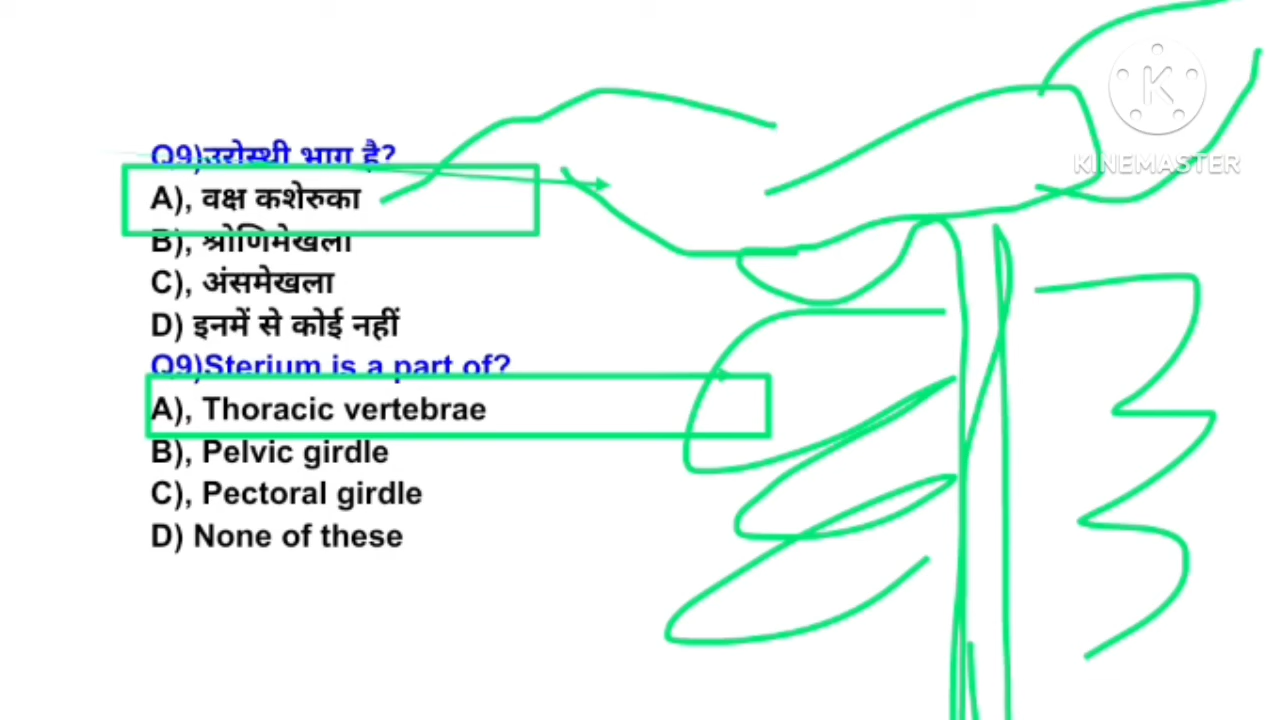 Q9)उरोस्थी भाग है?
A), वक्ष कशेरुका
B), श्रोणिमेखला
C), अंसमेखला
D) इनमें से कोई नहीं
Q9)Sterium is a part of?
A), Thoracic vertebrae
B), Pelvic girdle
C), Pectoral girdle
D) None of these
K
KINEMASTER